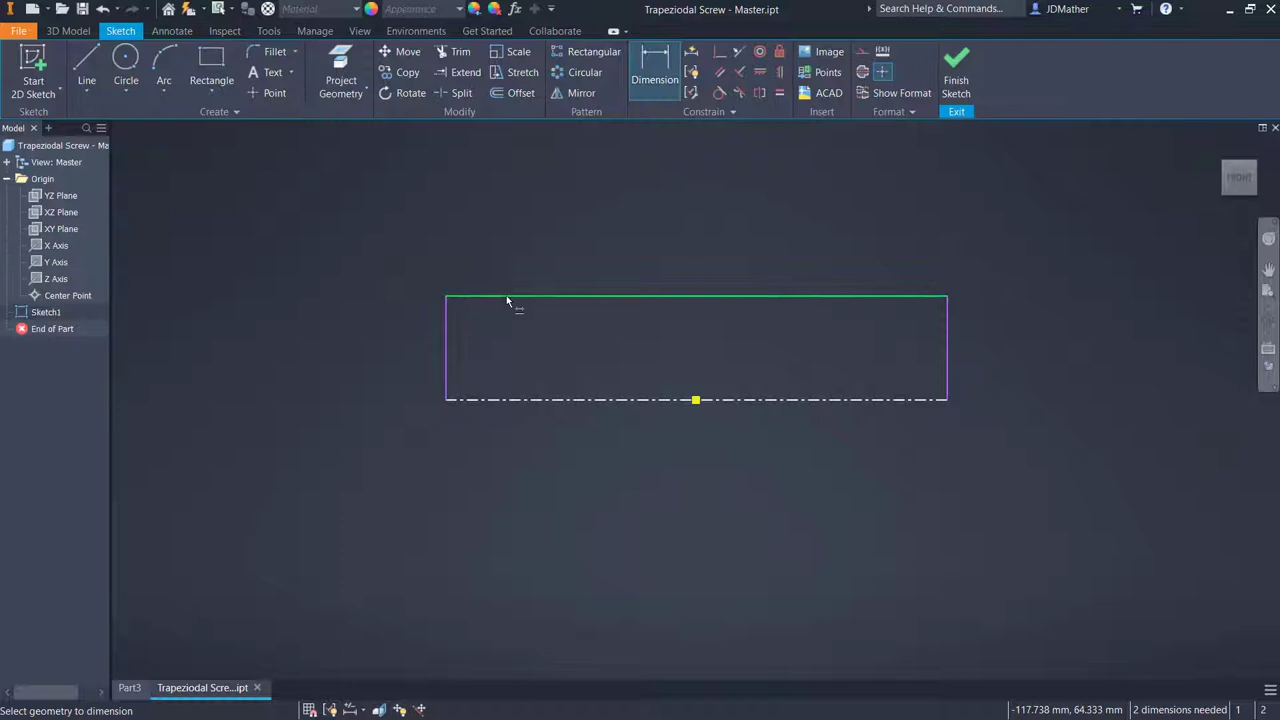 Material
Appearance
fx
Trapeziodal Screw - Master.ipt
Search Help & Commands...
JDMather
File
3D Model
Sketch
Annotate
Inspect
Tools
Manage
View
Environments
Get Started
Collaborate
Start
2D Sketch
Line
Circle
Arc
Rectangle
Fillet
Text
Point
Project
Geometry
Move
Copy
Rotate
Trim
Extend
Split
Scale
Stretch
Offset
Rectangular
Circular
Mirror
Dimension
Image
Points
ACAD
Show Format
Finish
Sketch
Sketch
Create
Modify
Pattern
Constrain
Insert
Format
Exit
Model
Trapeziodal Screw - Ma
View: Master
Origin
YZ Plane
XZ Plane
XY Plane
X Axis
Y Axis
Z Axis
Center Point
Sketch1
End of Part
FRONT
Part3
Trapeziodal Scre...ipt
Select geometry to dimension
-117.738 mm, 64.333 mm
2 dimensions needed
1
2